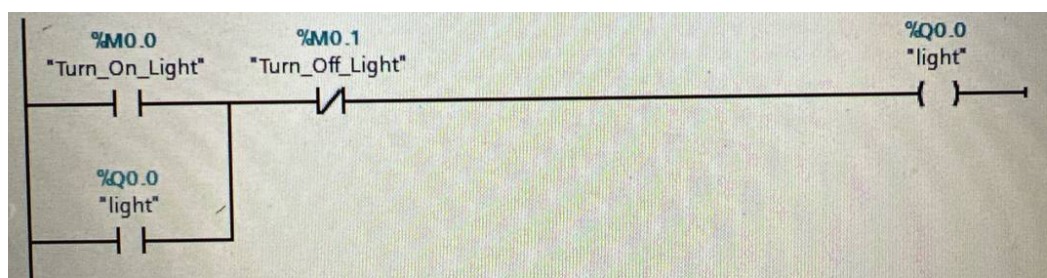 %M0.0
"Turn_On_Light"
%M0.1
"Turn_Off_Light"
%Q0.0
"light"
%Q0.0
"light"